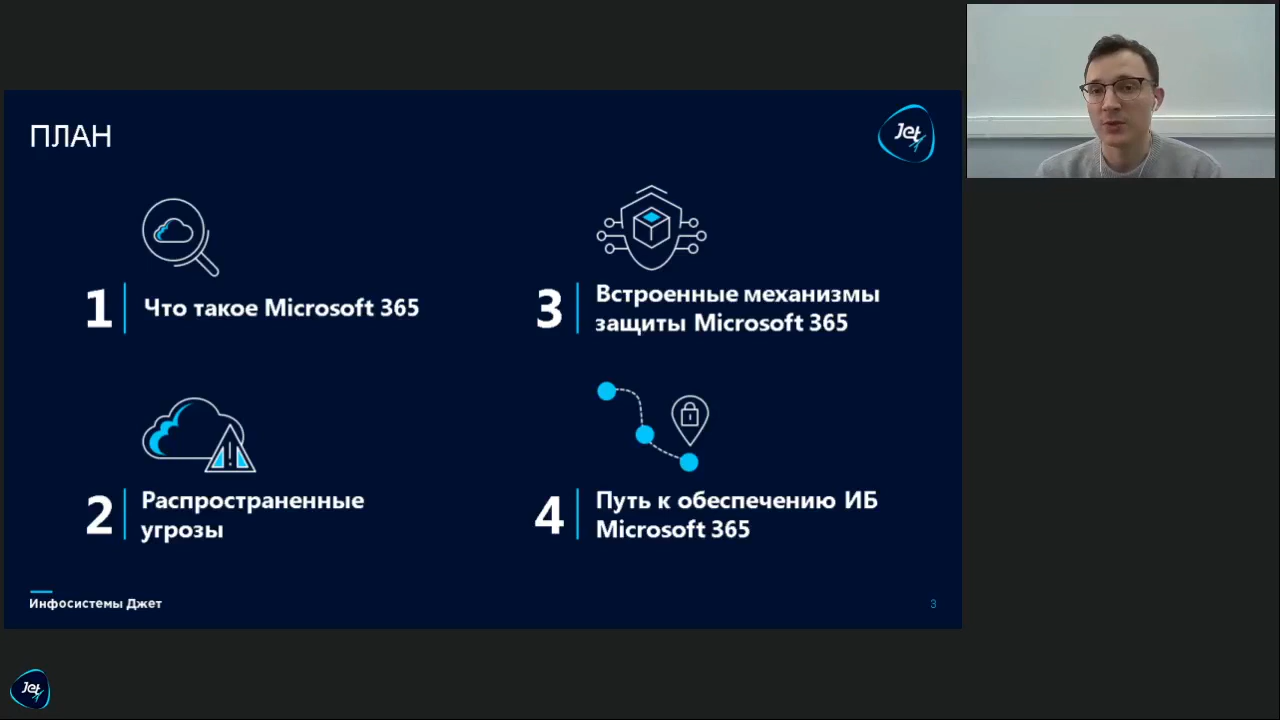 ПЛАН
Jet
1
Что такое Microsoft 365
2
Распространенные
угрозы
3
Встроенные механизмы
защиты Microsoft 365
4
Путь к обеспечению ИБ
Microsoft 365
Инфосистемы Джет
3
Jet